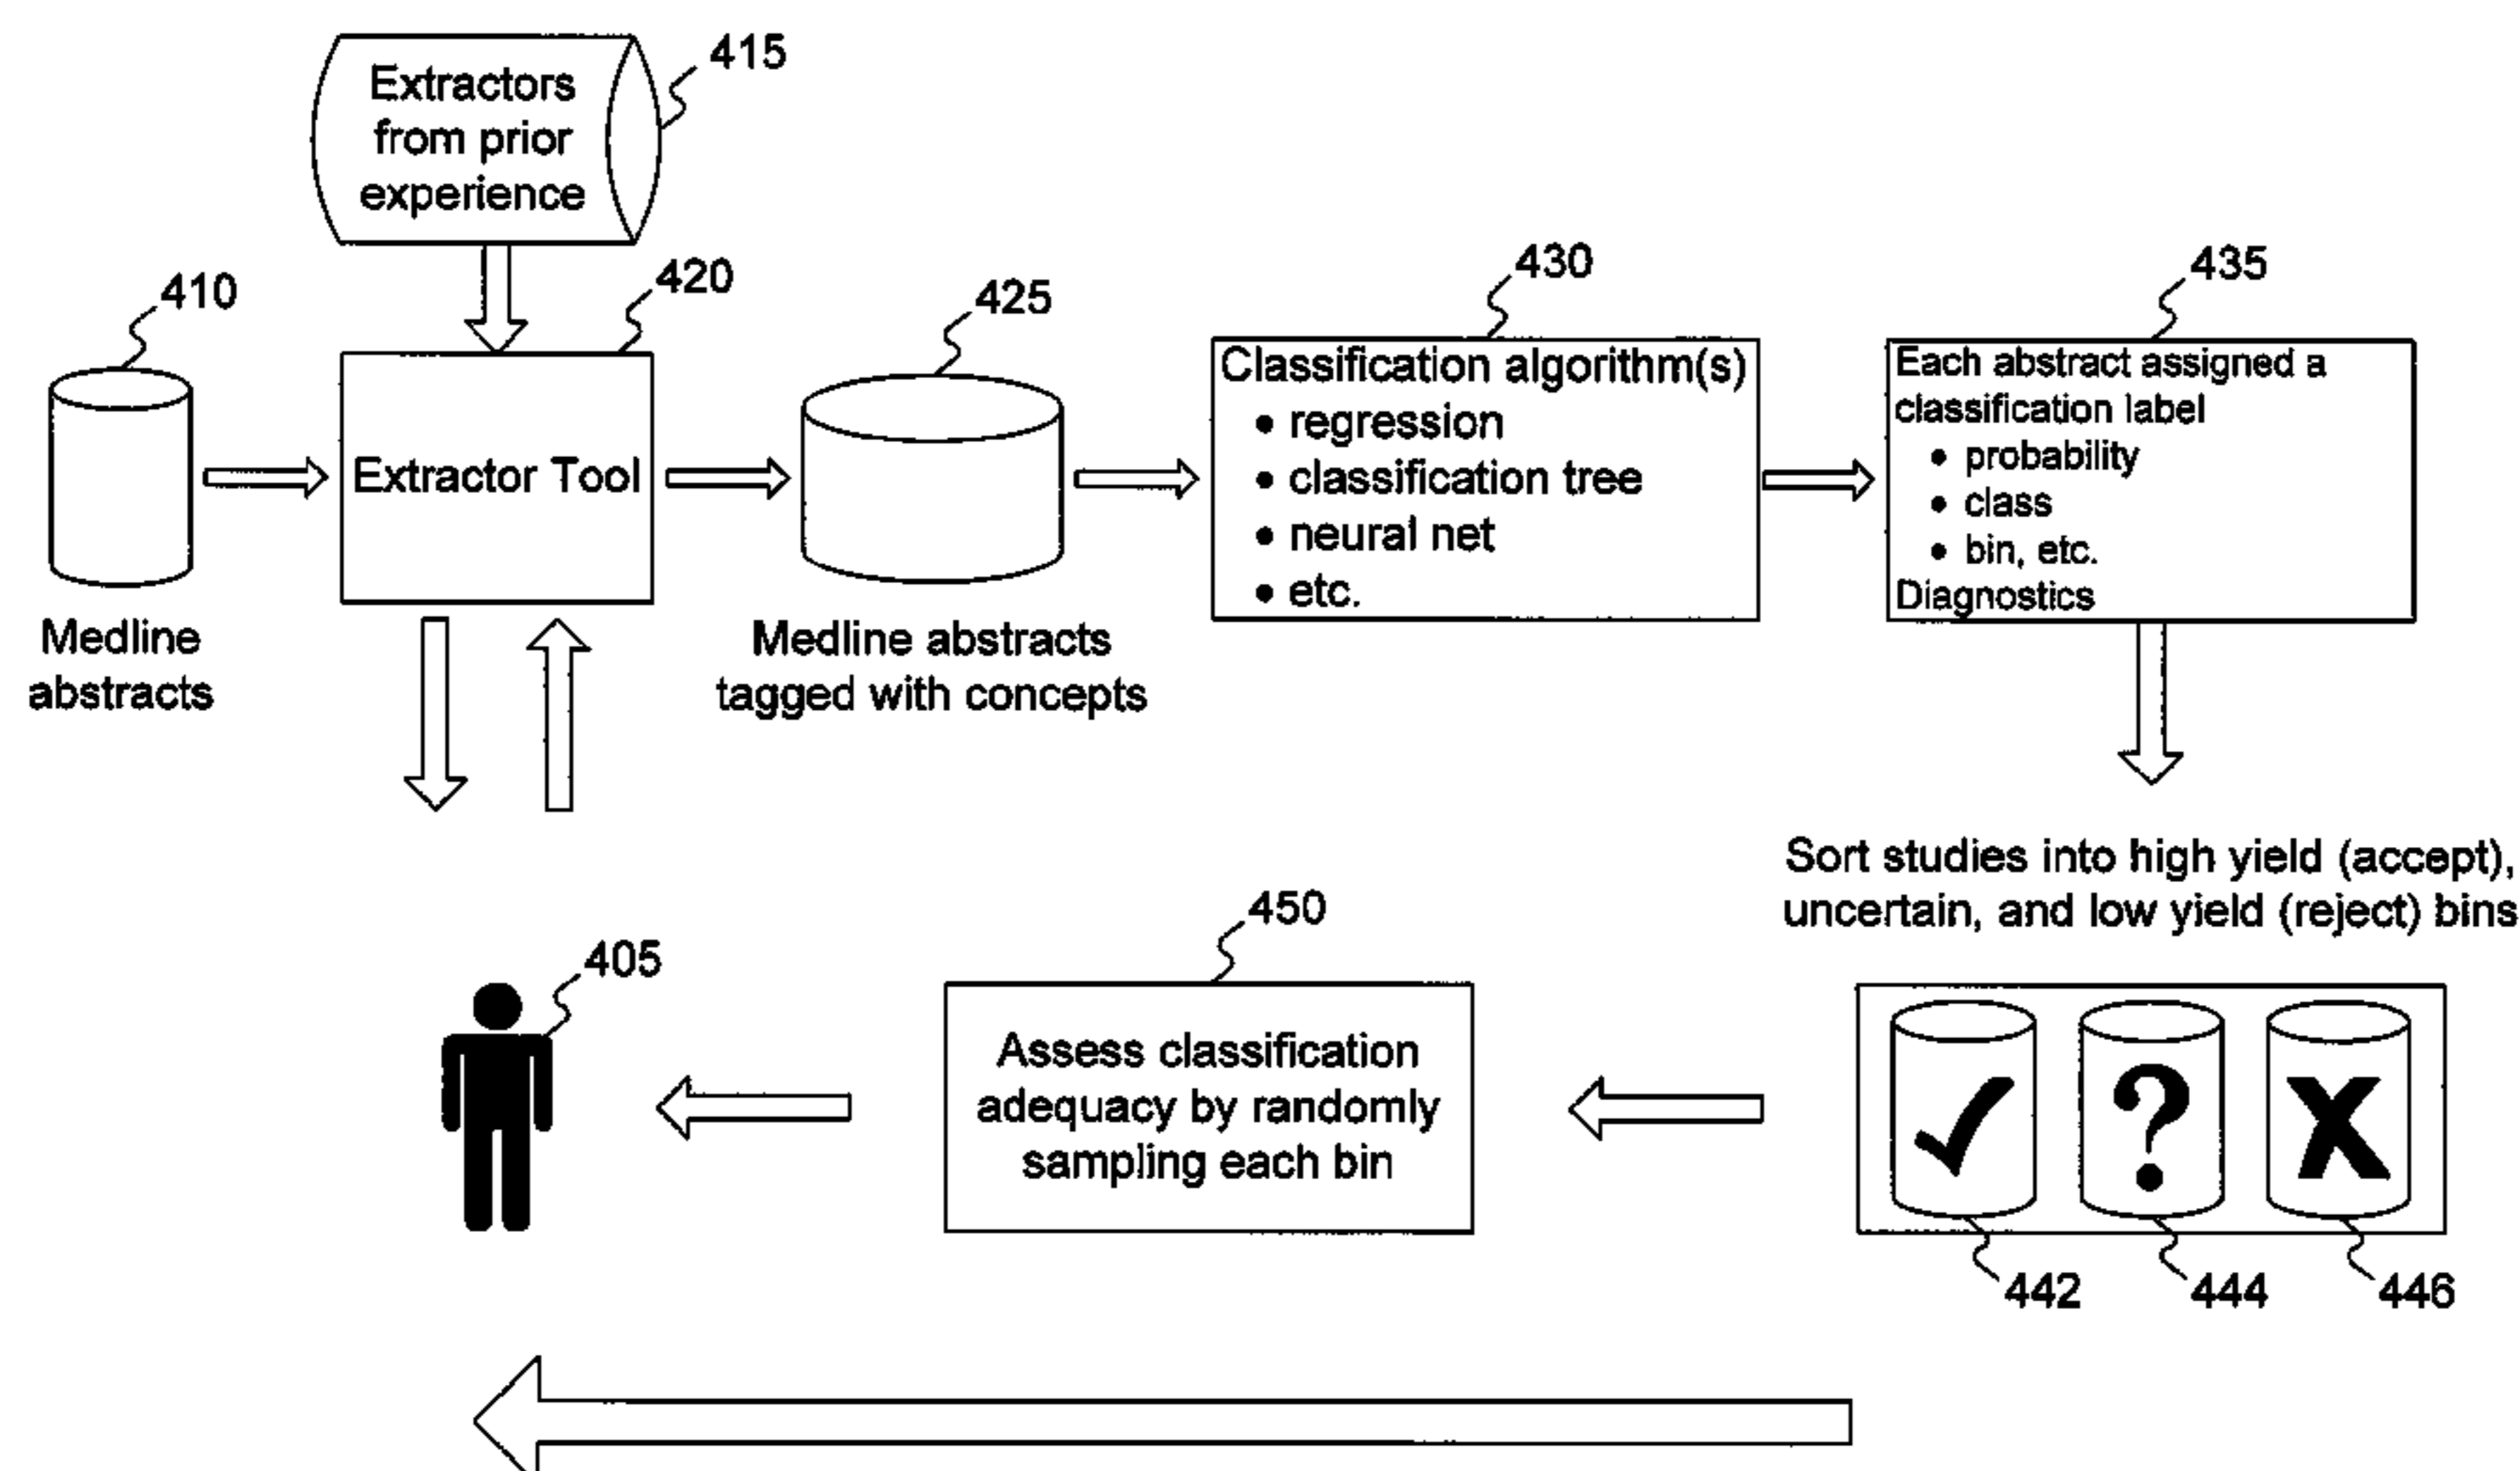 415
Extractors
from prior
experience
410
420
425
430
435
Extractor Tool
Classification algorithm(s)
• regression
• classification tree
• neural net
• etc.
Each abstract assigned a
classification label
• probability
• class
• bin, etc.
Diagnostics
Medline
abstracts
Medline abstracts
tagged with concepts
Sort studies into high yield (accept),
uncertain, and low yield (reject) bins
405
450
Assess classification
adequacy by randomly
sampling each bin
?
X
442
444
446